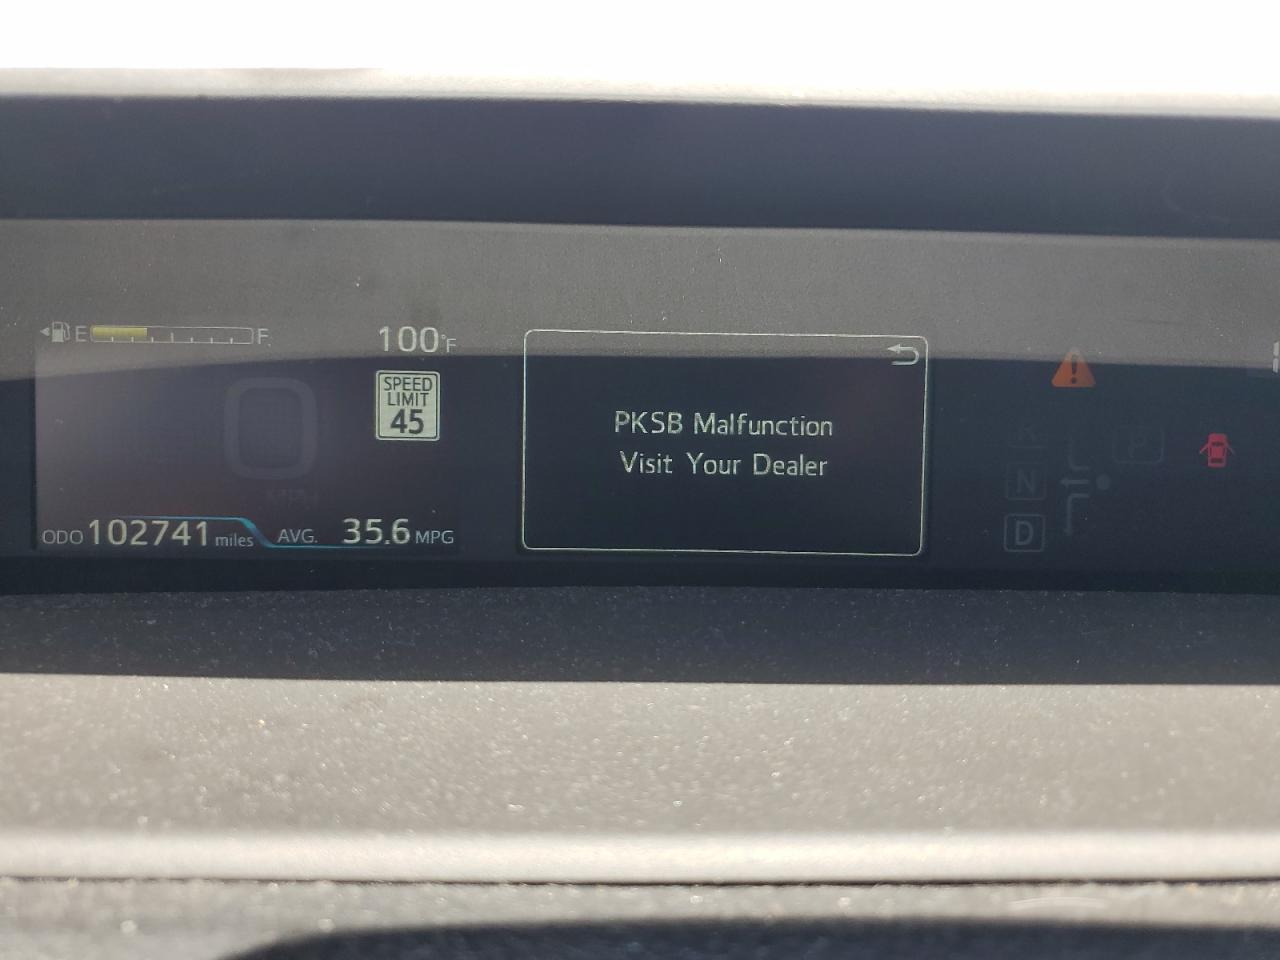 E F
100°F
SPEED
LIMIT
45
PKSB Malfunction
Visit Your Dealer
ODO 102741 miles AVG. 35.6 MPG
R
P
N
D